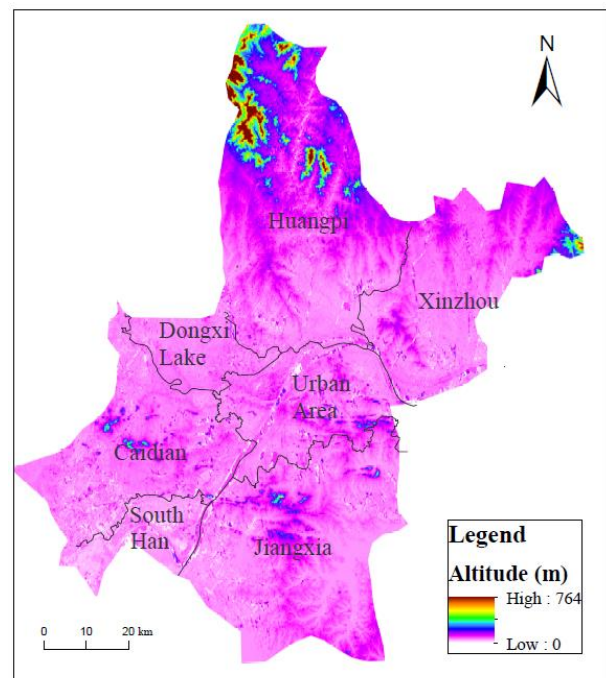 N
Huangpi
Xinzhou
Dongxi
Lake
Urban
Area
Caidian
South
Han
Jiangxia
Legend
Altitude (m)
High : 764
Low : 0
0 10 20 km